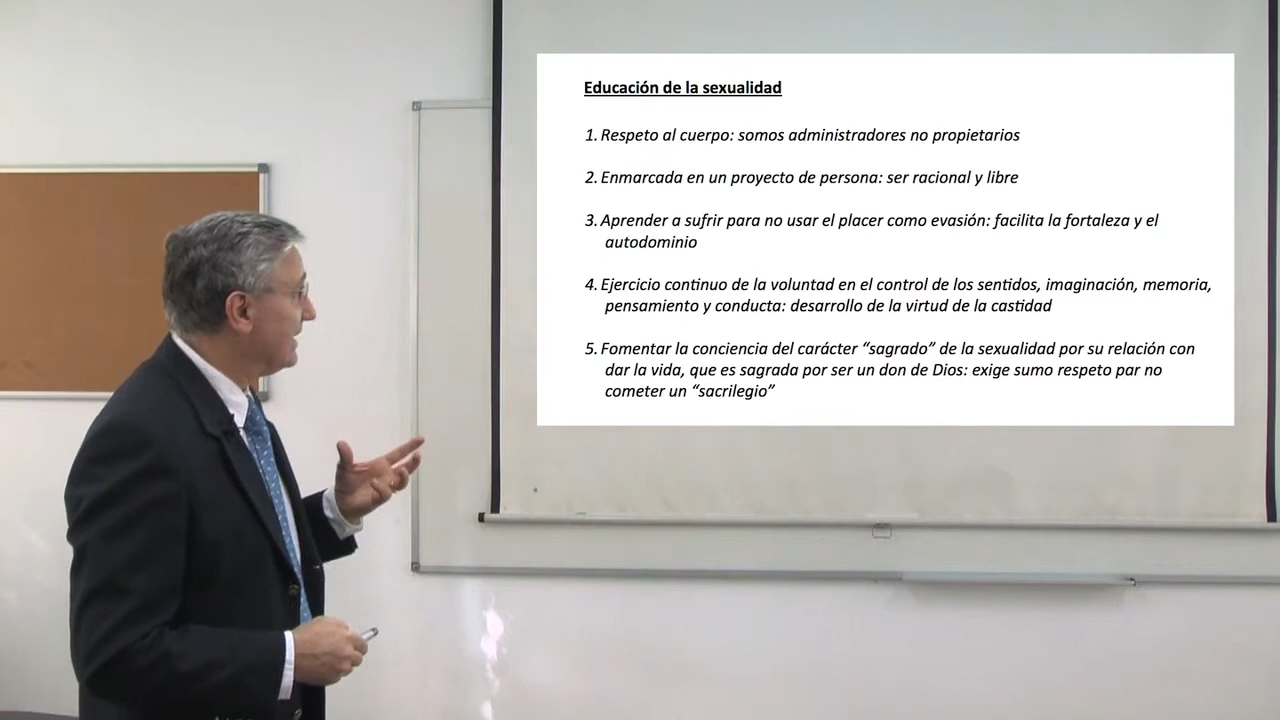 Educación de la sexualidad
1. Respeto al cuerpo: somos administradores no propietarios
2. Enmarcada en un proyecto de persona: ser racional y libre
3. Aprender a sufrir para no usar el placer como evasión: facilita la fortaleza y el
autodominio
4. Ejercicio continuo de la voluntad en el control de los sentidos, imaginación, memoria,
pensamiento y conducta: desarrollo de la virtud de la castidad
5. Fomentar la conciencia del carácter “sagrado” de la sexualidad por su relación con
dar la vida, que es sagrada por ser un don de Dios: exige sumo respeto par no
cometer un “sacrilegio”